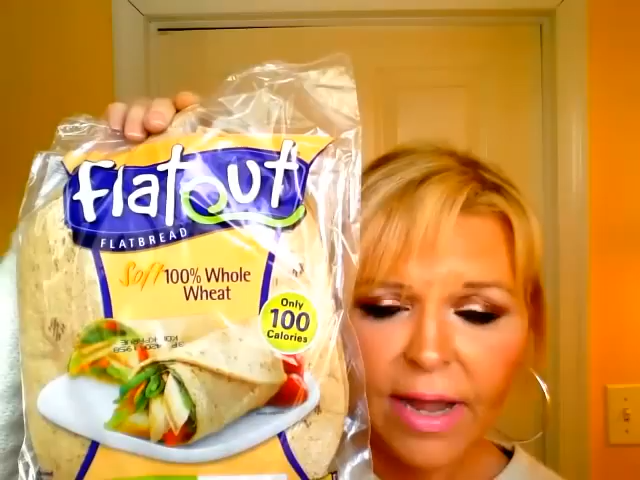 Flatout
FLATBREAD
Soft 100% Whole
Wheat
Only
100
Calories